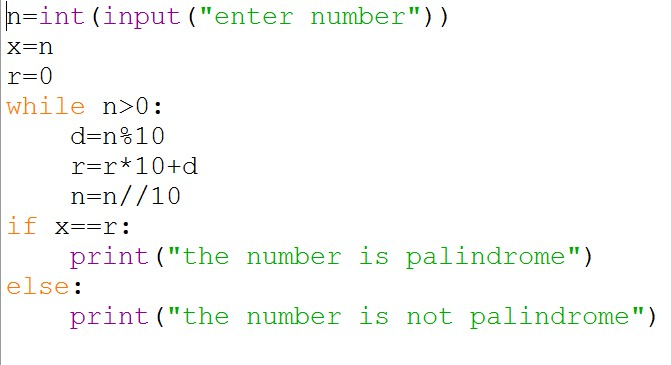 n=int(input("enter number"))
x=n
r=0
while n>0:
    d=n%10
    r=r*10+d
    n=n//10
if x==r:
    print("the number is palindrome")
else:
    print("the number is not palindrome")